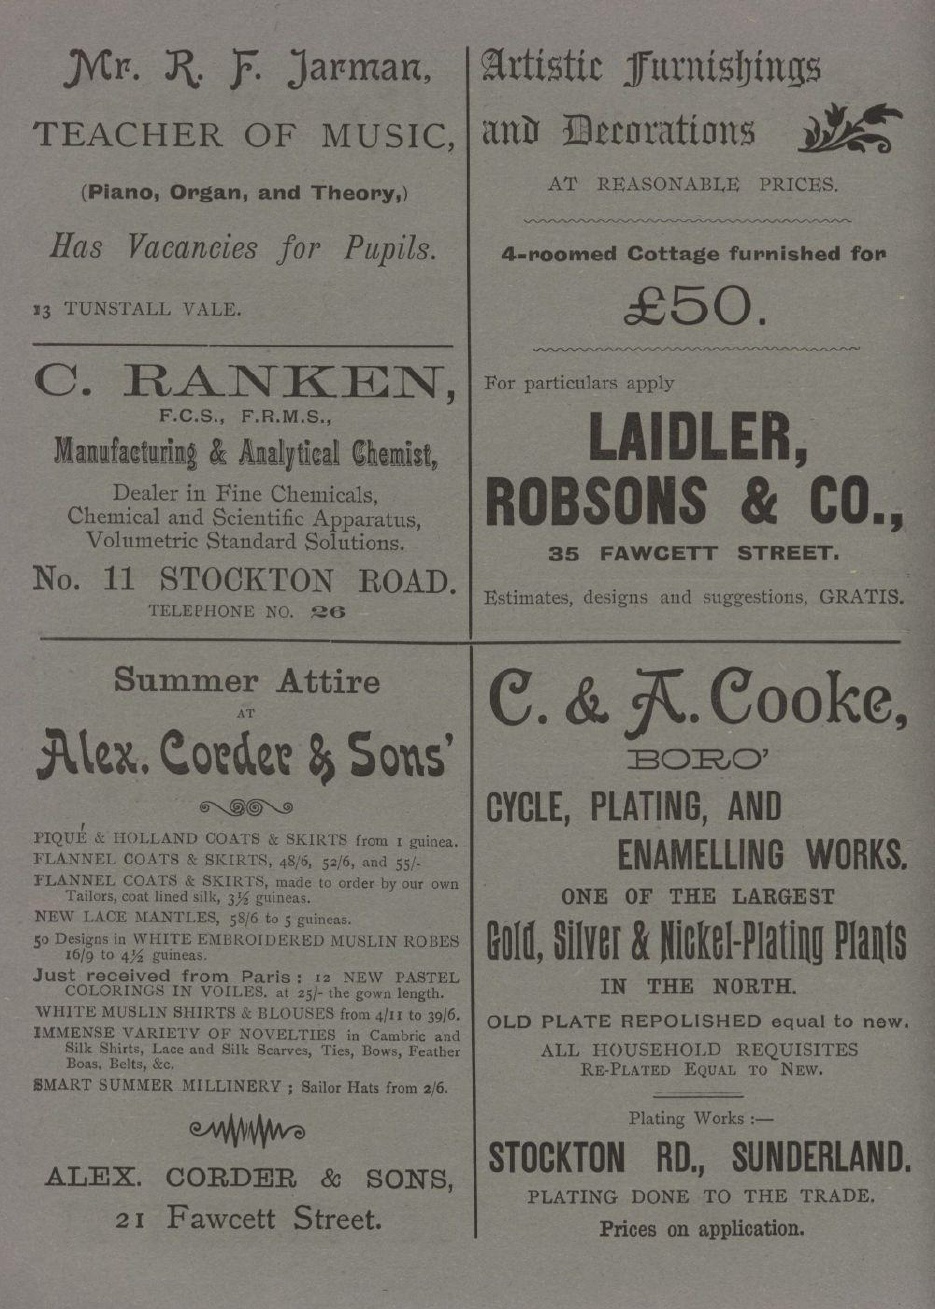 Mr. R. F. Jarman,
TEACHER OF MUSIC,
(Piano, Organ, and Theory,)
Has Vacancies for Pupils.
13 TUNSTALL VALE.
C. RANKEN,
F.C.S., F.R.M.S.,
Manufacturing & Analytical Chemist,
Dealer in Fine Chemicals,
Chemical and Scientific Apparatus,
Volumetric Standard Solutions.
No. 11 STOCKTON ROAD.
TELEPHONE NO. 26
Artistic Furnishings
and Decorations
AT REASONABLE PRICES.
4-roomed Cottage furnished for
£50.
For particulars apply
LAIDLER,
ROBSONS & CO.,
35 FAWCETT STREET.
Estimates, designs and suggestions, GRATIS.
Summer Attire
AT
Alex. Corder & Sons'
PIQUÉ & HOLLAND COATS & SKIRTS from 1 guinea.
FLANNEL COATS & SKIRTS, 48/6, 52/6, and 55/-
FLANNEL COATS & SKIRTS, made to order by our own
Tailors, coat lined silk, 3½ guineas.
NEW LACE MANTLES, 58/6 to 5 guineas.
50 Designs in WHITE EMBROIDERED MUSLIN ROBES
16/9 to 4½ guineas.
Just received from Paris: 12 NEW PASTEL
COLORINGS IN VOILES. at 25/- the gown length.
WHITE MUSLIN SHIRTS & BLOUSES from 4/11 to 39/6.
IMMENSE VARIETY OF NOVELTIES in Cambric and
Silk Shirts, Lace and Silk Scarves, Ties, Bows, Feather
Boas, Belts, &c.
SMART SUMMER MILLINERY; Sailor Hats from 2/6.
ALEX. CORDER & SONS,
21 Fawcett Street.
C. & A. Cooke,
BORO'
CYCLE, PLATING, AND
ENAMELLING WORKS.
ONE OF THE LARGEST
Gold, Silver & Nickel-Plating Plants
IN THE NORTH.
OLD PLATE REPOLISHED equal to new.
ALL HOUSEHOLD REQUISITES
RE-PLATED EQUAL TO NEW.
Plating Works:—
STOCKTON RD., SUNDERLAND.
PLATING DONE TO THE TRADE.
Prices on application.